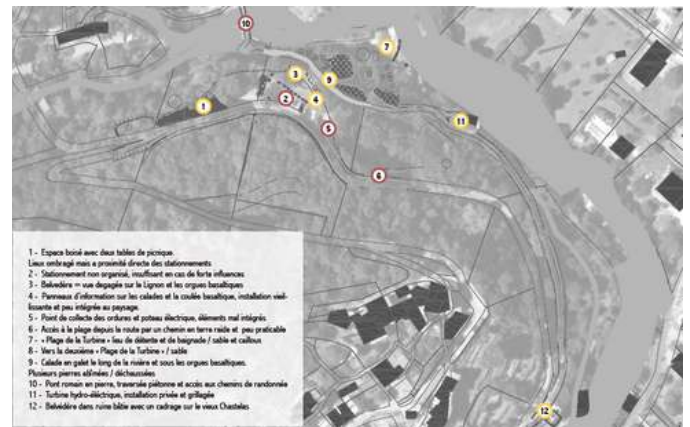 10
7
3
9
1
2
4
11
5
6
1 - Espace boisé avec deux tables de picnique.
Lieux ombragé mais a proximité directe des stationnements
2 - Stationnement non organisé, insuffisant en cas de forte influences
3 - Belvedère = vue degagée sur le Lignon et les orgues basaltiques
4 - Panneaux d'information sur les calades et la coulée basaltique, installation vieil-
lissante et peu intégrée au paysage.
5 - Point de collecte des ordures et poteau électrique, éléments mal intégrés
6 - Accès à la plage depuis la route par un chemin en terre raide et peu praticable
7 - « Plage de la Turbine » lieu de détente et de baignade / sable et cailloux
8 - Vers la deuxième « Plage de la Turbine » / sable
9 - Calade en galet le long de la rivière et sous les orgues basaltiques.
Plusieurs pierres abîmées / déchaussées
10 - Pont romain en pierre, traversée piétonne et accès aux chemins de randonnée
11 - Turbine hydro-éléctrique, installation privée et grillagée
12 - Belvédère dans ruine bâtie avec un cadrage sur le vieux Chastelas
12